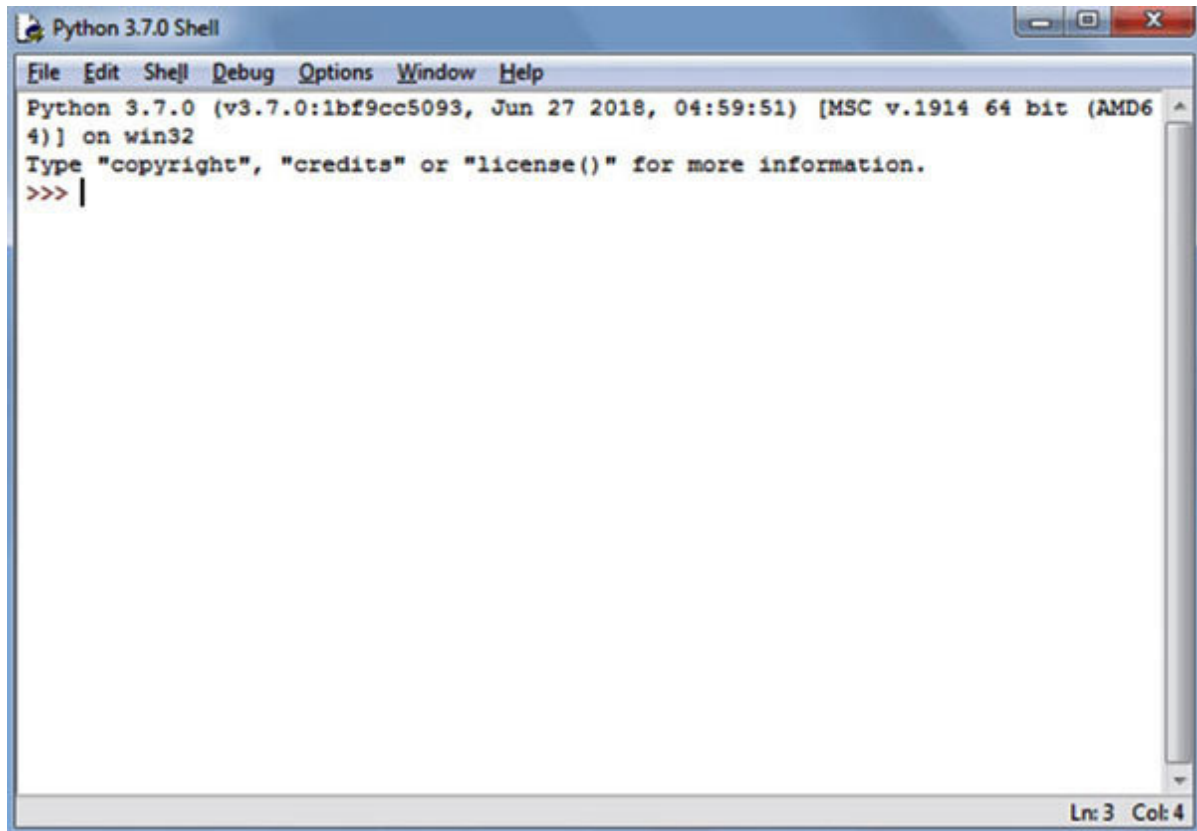 Python 3.7.0 Shell
File Edit Shell Debug Options Window Help
Python 3.7.0 (v3.7.0:1bf9cc5093, Jun 27 2018, 04:59:51) [MSC v.1914 64 bit (AMD6
4)] on win32
Type "copyright", "credits" or "license()" for more information.
>>>
Ln: 3 Col: 4